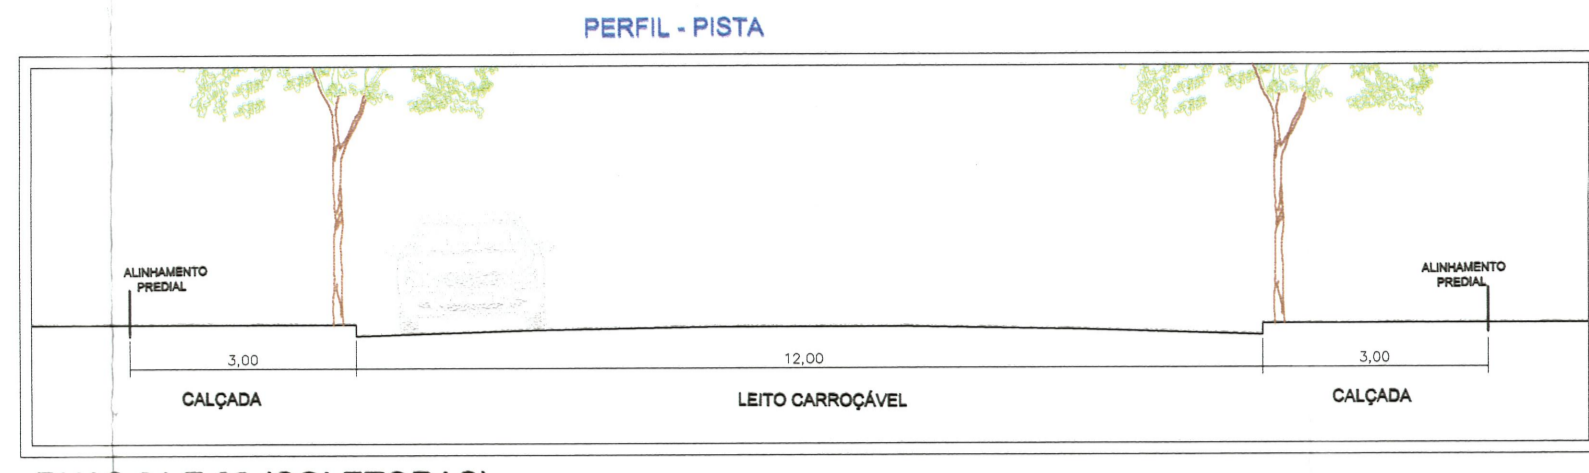 PERFIL - PISTA
ALINHAMENTO
PREDIAL
ALINHAMENTO
PREDIAL
3,00
12,00
3,00
CALÇADA
LEITO CARROÇÁVEL
CALÇADA